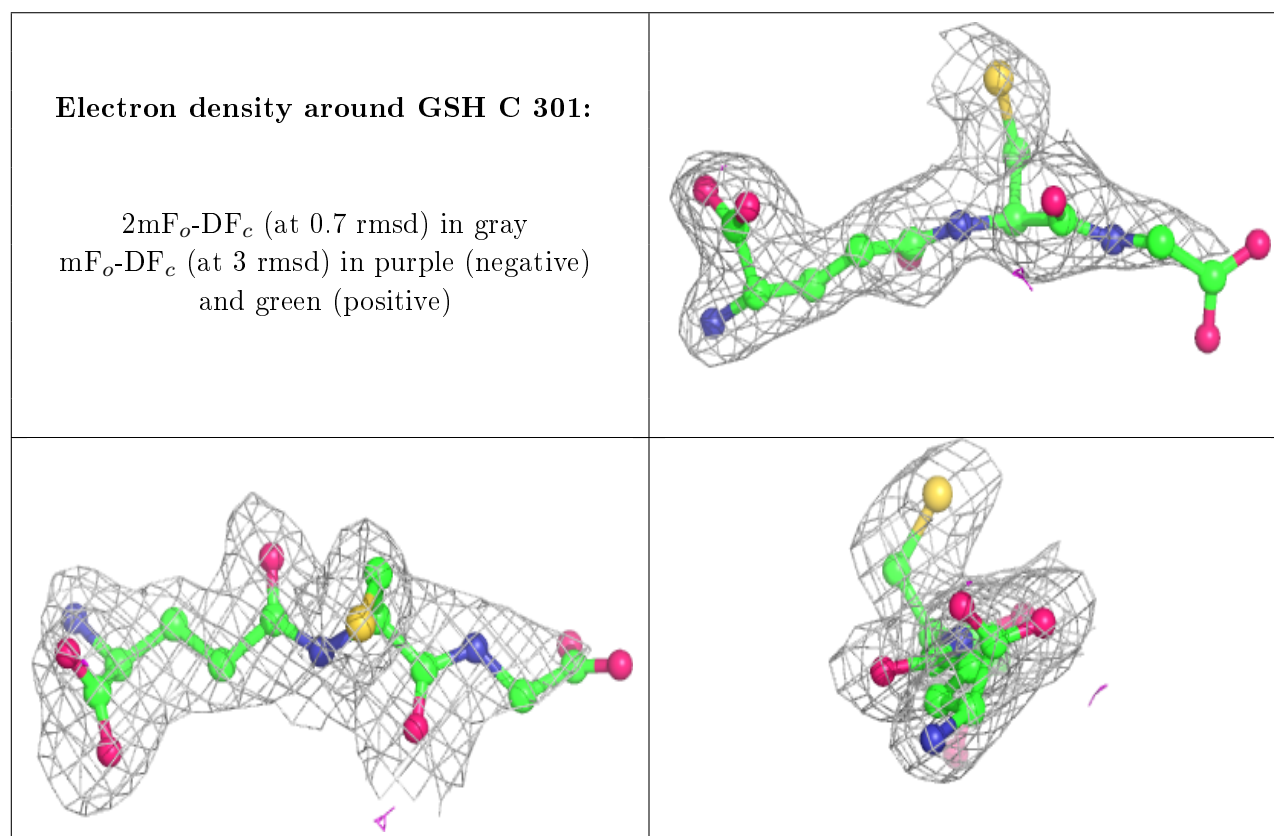 Electron density around GSH C 301:
2mFo-DFc (at 0.7 rmsd) in gray
mFo-DFc (at 3 rmsd) in purple (negative)
and green (positive)